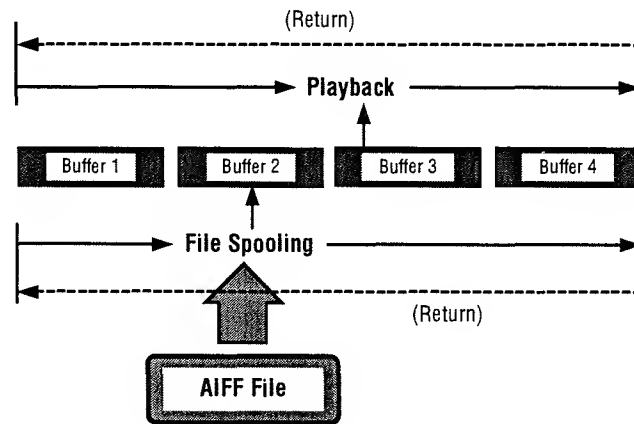 (Return)
Playback
Buffer 1 Buffer 2 Buffer 3 Buffer 4
File Spooling
(Return)
AIFF File